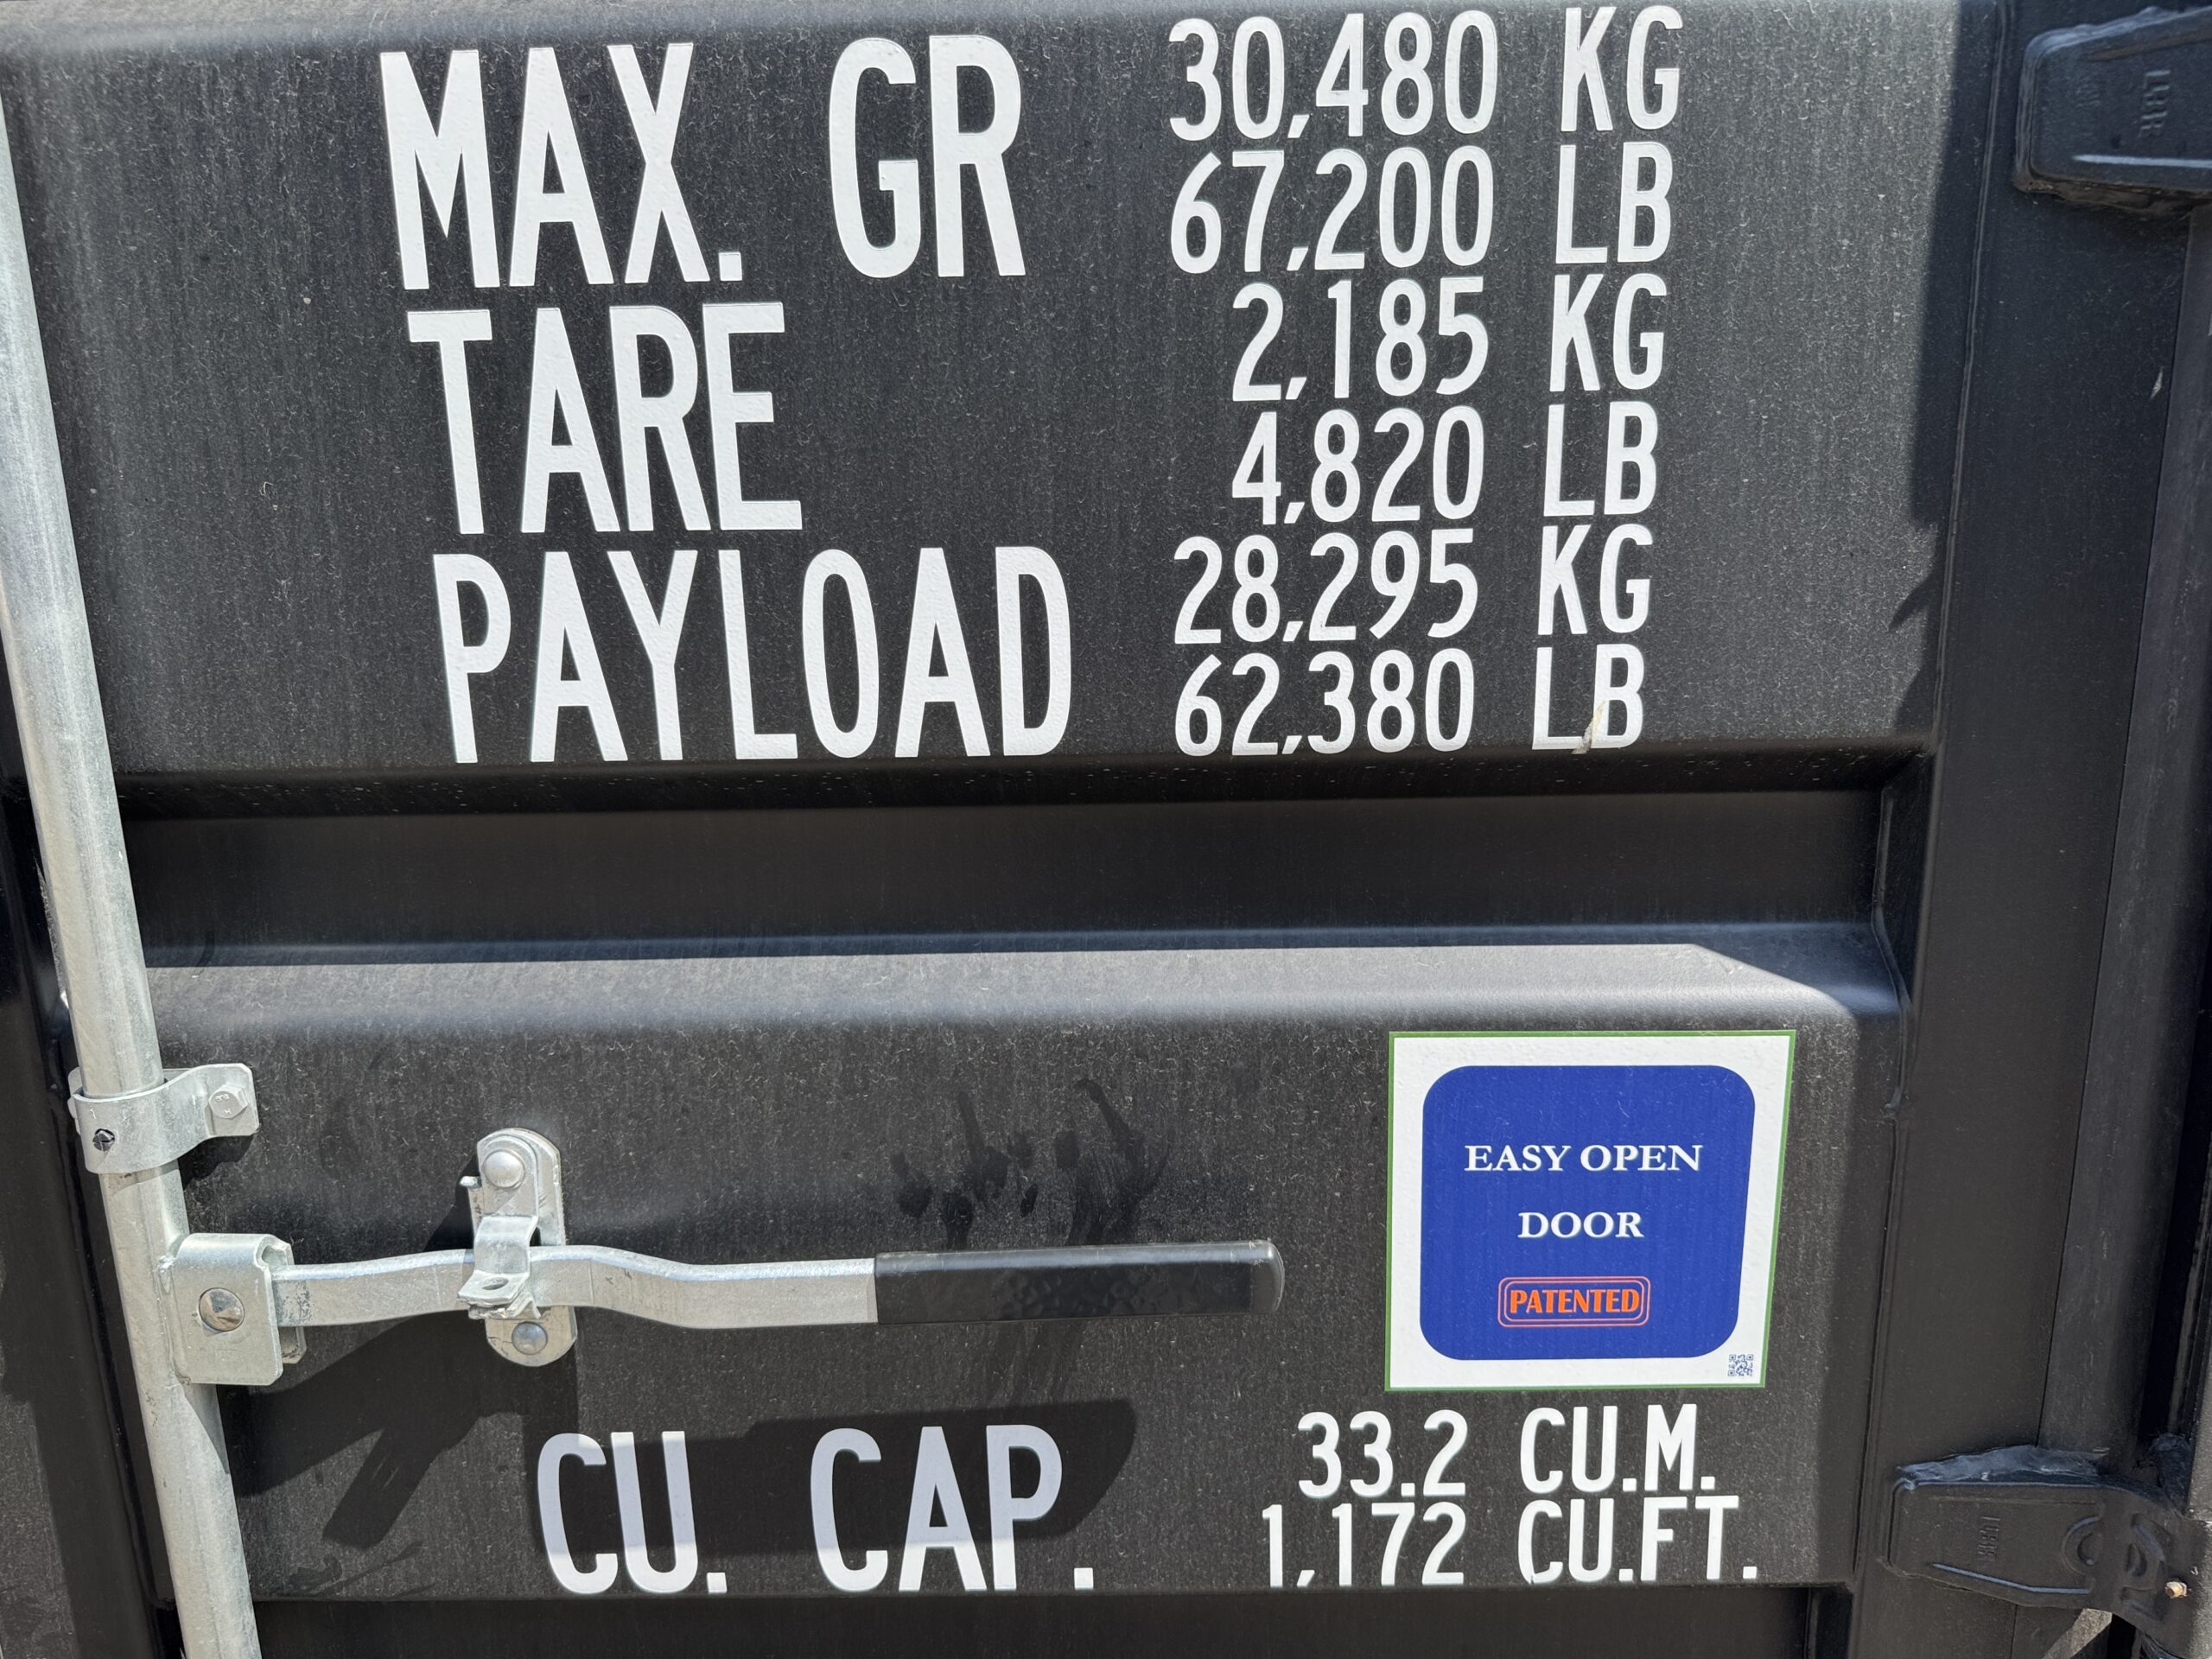 MAX. GR 30,480 KG
67,200 LB
TARE 2,185 KG
4,820 LB
PAYLOAD 28,295 KG
62,380 LB
EASY OPEN
DOOR
PATENTED
CU. CAP. 33.2 CU.M.
1,172 CU.FT.